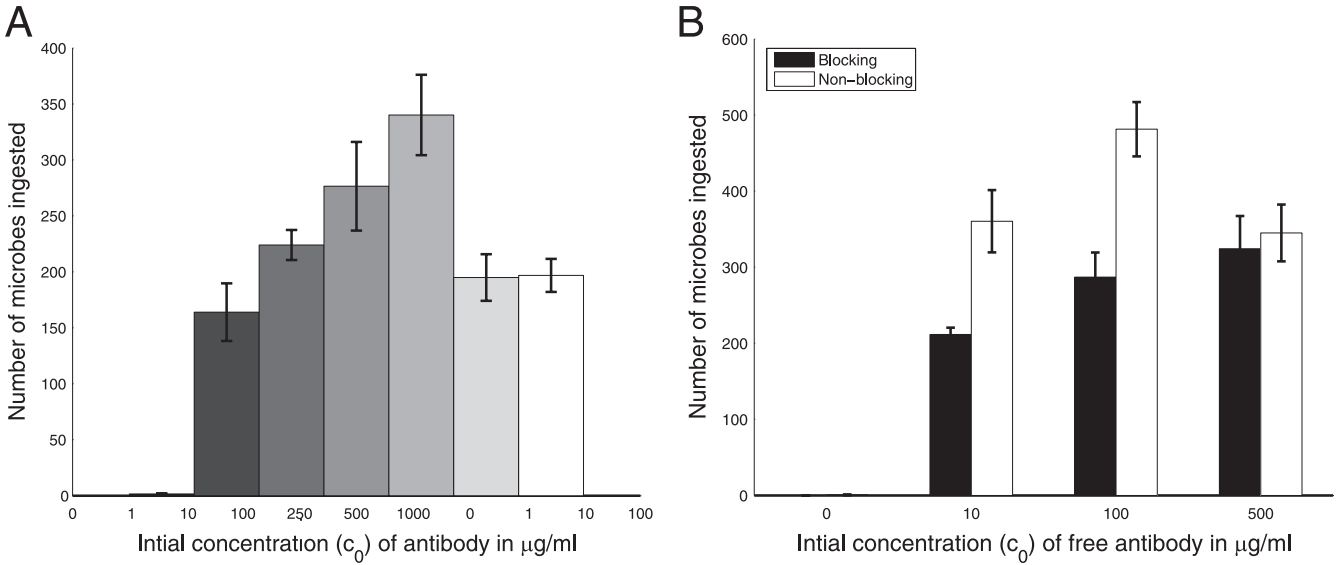 A
400
350
300
250
200
150
100
50
0
Number of microbes ingested
0 1 10 100 250 500 1000 0 1 10 100
Intial concentration (c0) of antibody in μg/ml
B
600
500
400
300
200
100
0
Number of microbes ingested
Blocking
Non-blocking
0 10 100 500
Intial concentration (c0) of free antibody in μg/ml